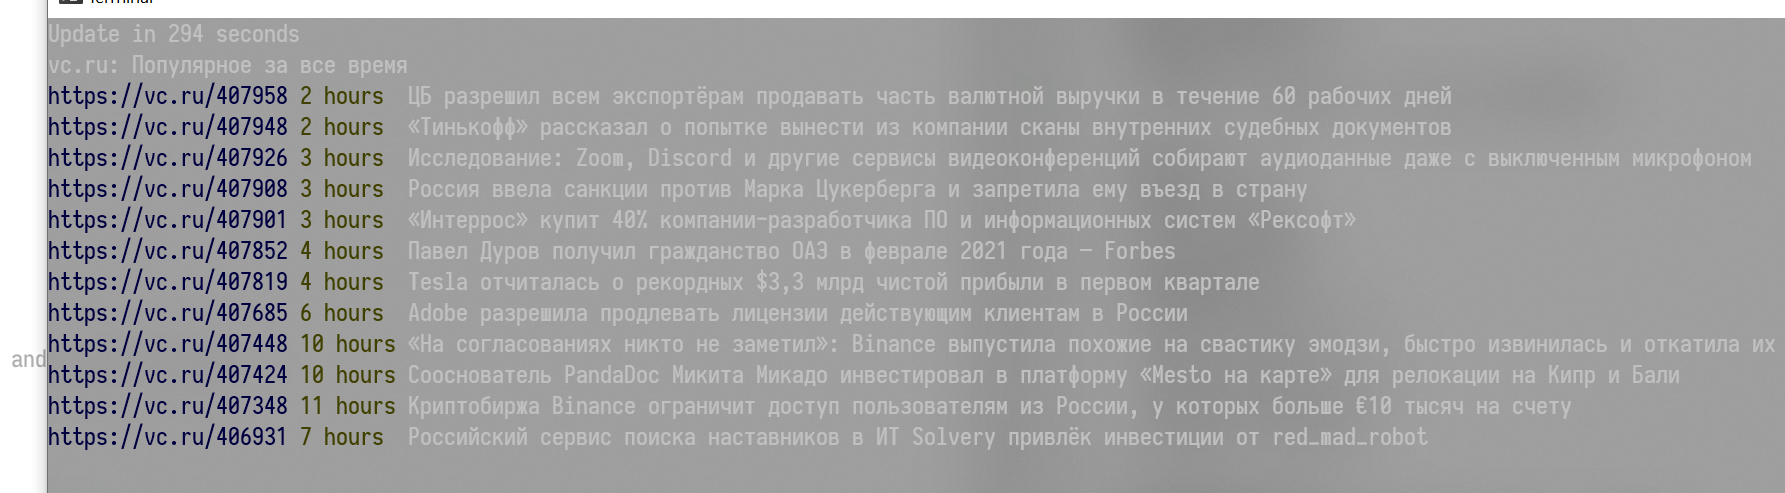 Terminal
Update in 294 seconds
vc.ru: Популярное за все время
https://vc.ru/407958 2 hours ЦБ разрешил всем экспортёрам продавать часть валютной выручки в течение 60 рабочих дней
https://vc.ru/407948 2 hours «Тинькофф» рассказал о попытке вынести из компании сканы внутренних судебных документов
https://vc.ru/407926 3 hours Исследование: Zoom, Discord и другие сервисы видеоконференций собирают аудиоданные даже с выключенным микрофоном
https://vc.ru/407908 3 hours Россия ввела санкции против Марка Цукерберга и запретила ему въезд в страну
https://vc.ru/407901 3 hours «Интеррос» купит 40% компании-разработчика ПО и информационных систем «Рексофт»
https://vc.ru/407852 4 hours Павел Дуров получил гражданство ОАЭ в феврале 2021 года — Forbes
https://vc.ru/407819 4 hours Tesla отчиталась о рекордных $3,3 млрд чистой прибыли в первом квартале
https://vc.ru/407685 6 hours Adobe разрешила продлевать лицензии действующим клиентам в России
https://vc.ru/407448 10 hours «На согласованиях никто не заметил»: Binance выпустила похожие на свастику эмодзи, быстро извинилась и откатила их
and
https://vc.ru/407424 10 hours Сооснователь PandaDoc Микита Микадо инвестировал в платформу «Mesto на карте» для релокации на Кипр и Бали
https://vc.ru/407348 11 hours Криптобиржа Binance ограничит доступ пользователям из России, у которых больше €10 тысяч на счету
https://vc.ru/406931 7 hours Российский сервис поиска наставников в ИТ Solvery привлёк инвестиции от red_mad_robot